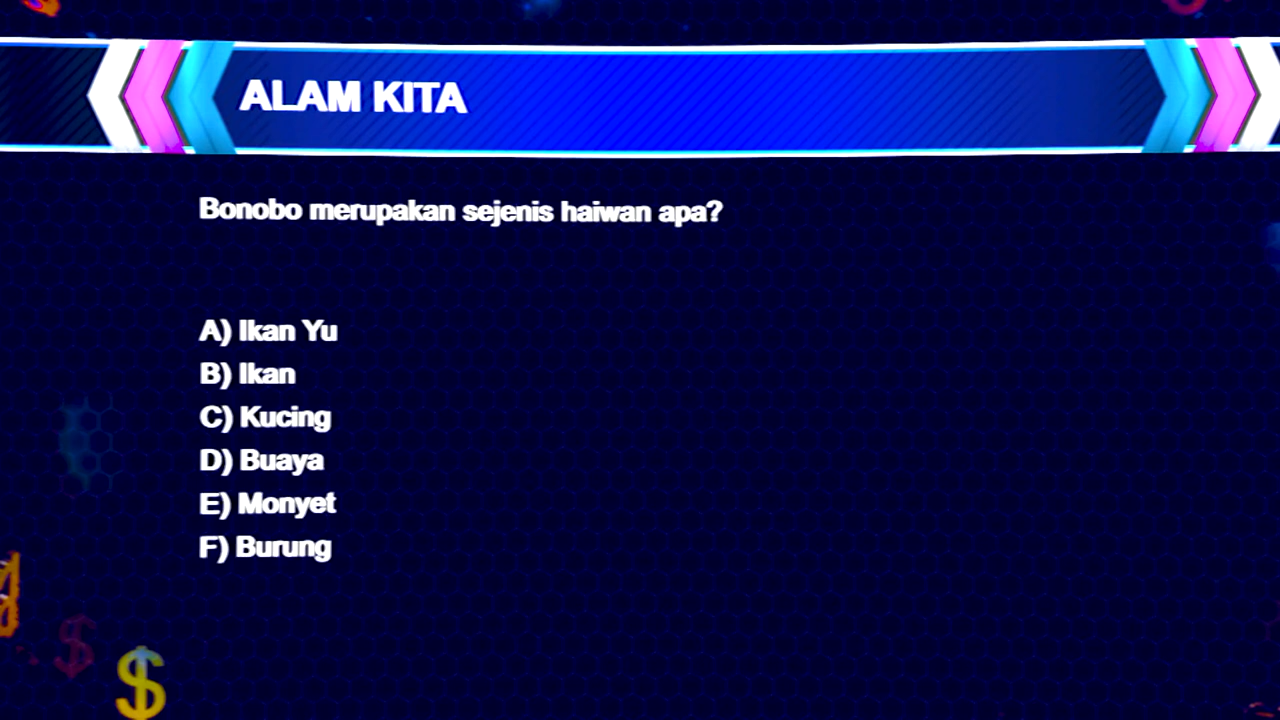 ALAM KITA
Bonobo merupakan sejenis haiwan apa?
A) Ikan Yu
B) Ikan
C) Kucing
D) Buaya
E) Monyet
F) Burung